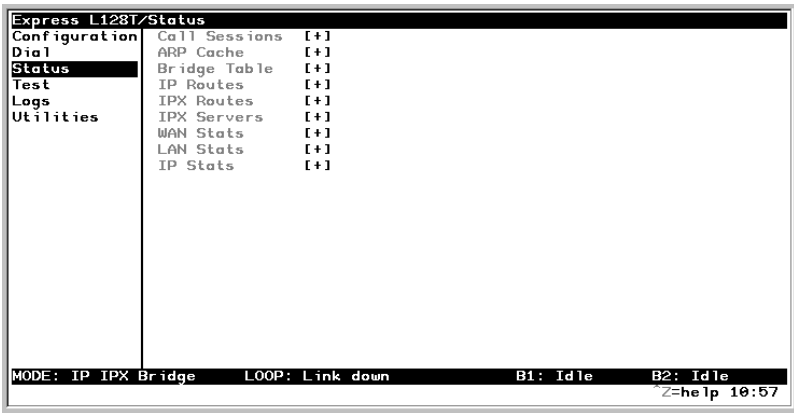 Express L128T/Status
Configuration Call Sessions [+]
Dial ARP Cache [+]
Status Bridge Table [+]
Test IP Routes [+]
Logs IPX Routes [+]
Utilities IPX Servers [+]
WAN Stats [+]
LAN Stats [+]
IP Stats [+]
MODE: IP IPX Bridge LOOP: Link down B1: Idle B2: Idle
^Z=help 10:57